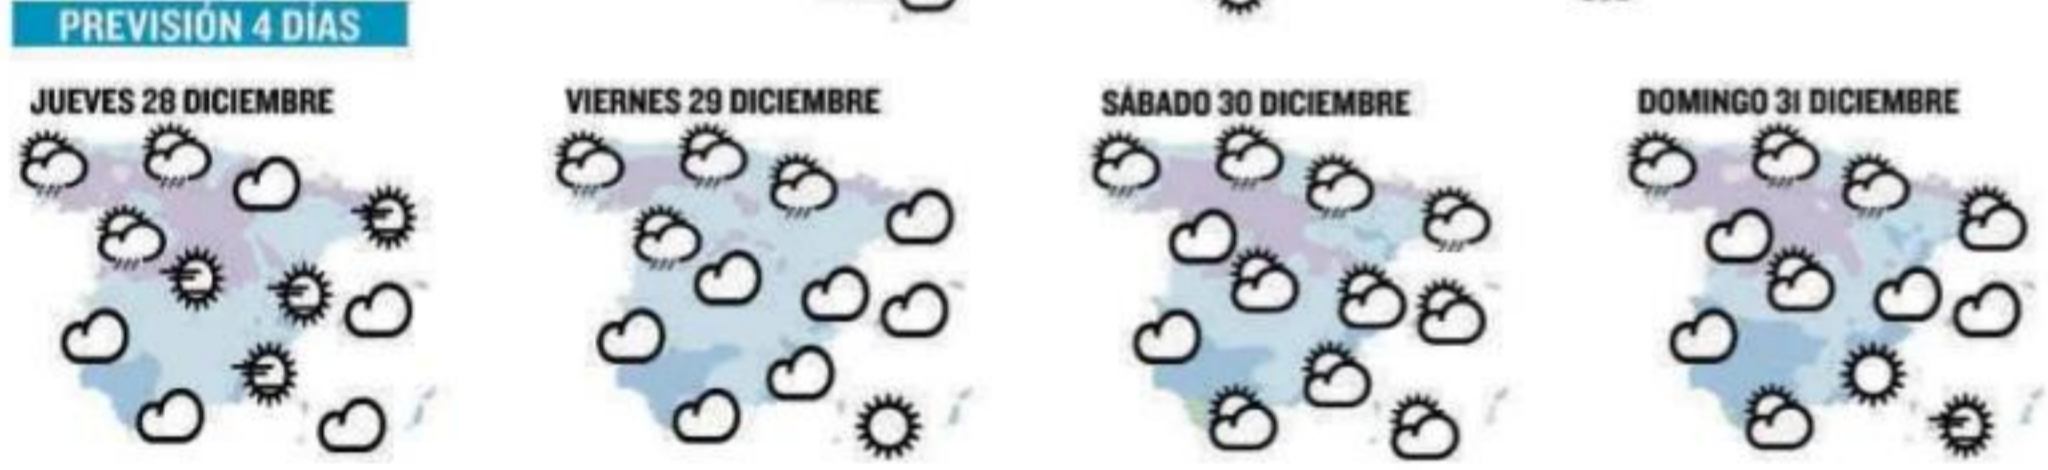 PREVISIÓN 4 DÍAS
JUEVES 28 DICIEMBRE
VIERNES 29 DICIEMBRE
SÁBADO 30 DICIEMBRE
DOMINGO 31 DICIEMBRE